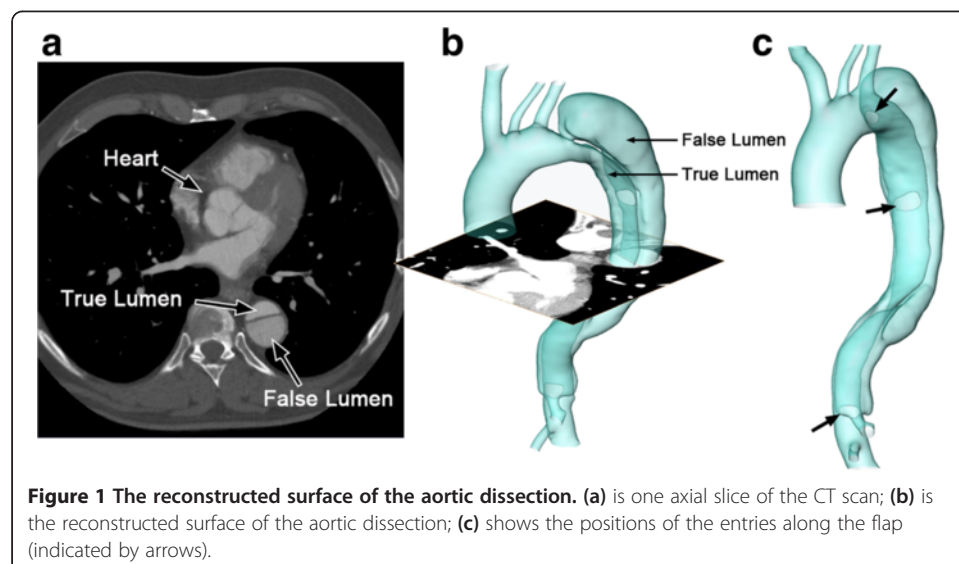 a
b
c
Heart
True Lumen
False Lumen
False Lumen
True Lumen
Figure 1 The reconstructed surface of the aortic dissection. (a) is one axial slice of the CT scan; (b) is
the reconstructed surface of the aortic dissection; (c) shows the positions of the entries along the flap
(indicated by arrows).